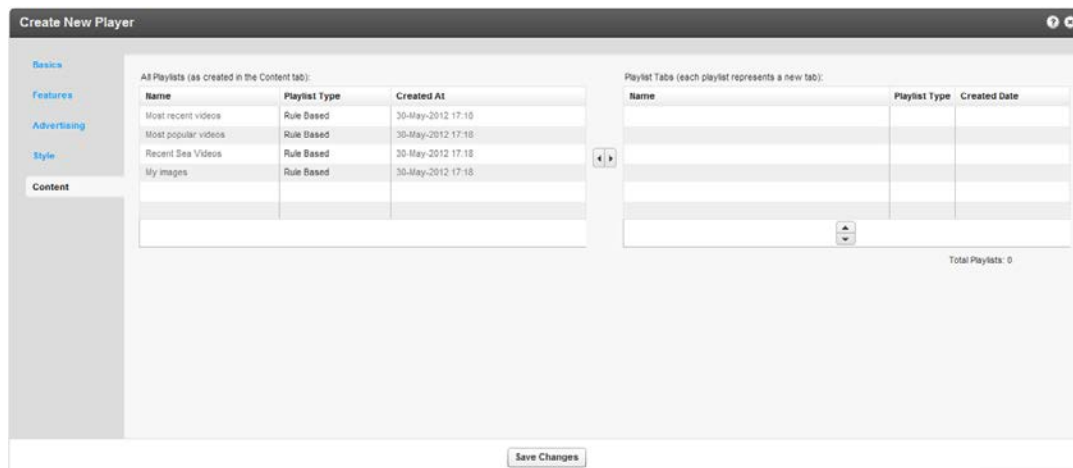 Create New Player
Basics
Features
Advertising
Style
Content
All Playlists (as created in the Content tab):
Name Playlist Type Created At
Most recent videos Rule Based 30-May-2012 17:18
Most popular videos Rule Based 30-May-2012 17:18
Recent Sea Videos Rule Based 30-May-2012 17:18
My images Rule Based 30-May-2012 17:18
Playlist Tabs (each playlist represents a new tab):
Name Playlist Type Created Date
Total Playlists: 0
Save Changes